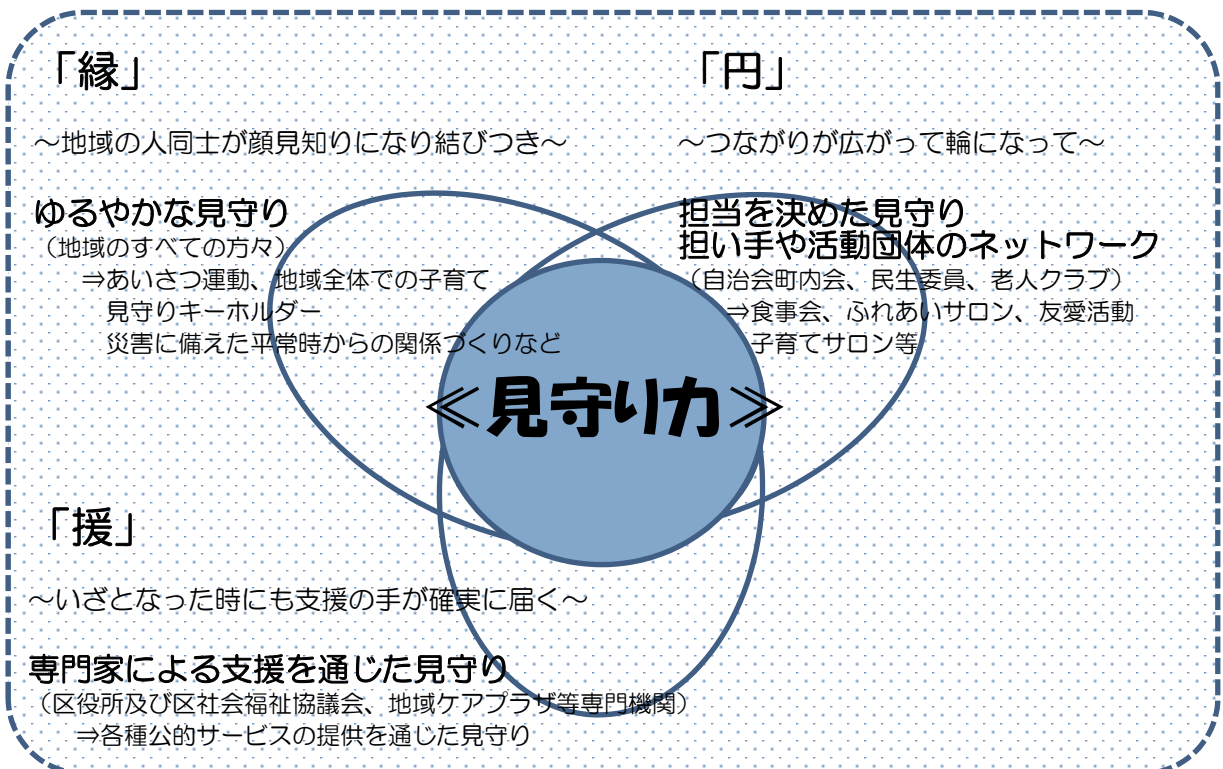 「縁」
～地域の人同士が顔見知りになり結びつき～
ゆるやかな見守り
（地域のすべての方々）
⇒あいさつ運動、地域全体での子育て
見守りキーホルダー
災害に備えた平常時からの関係づくりなど
「円」
～つながりが広がって輪になって～
担当を決めた見守り
担い手や活動団体のネットワーク
（自治会町内会、民生委員、老人クラブ）
⇒食事会、ふれあいサロン、友愛活動
子育てサロン等
≪見守り力≫
「援」
～いざとなった時にも支援の手が確実に届く～
専門家による支援を通じた見守り
（区役所及び区社会福祉協議会、地域ケアプラザ等専門機関）
⇒各種公的サービスの提供を通じた見守り